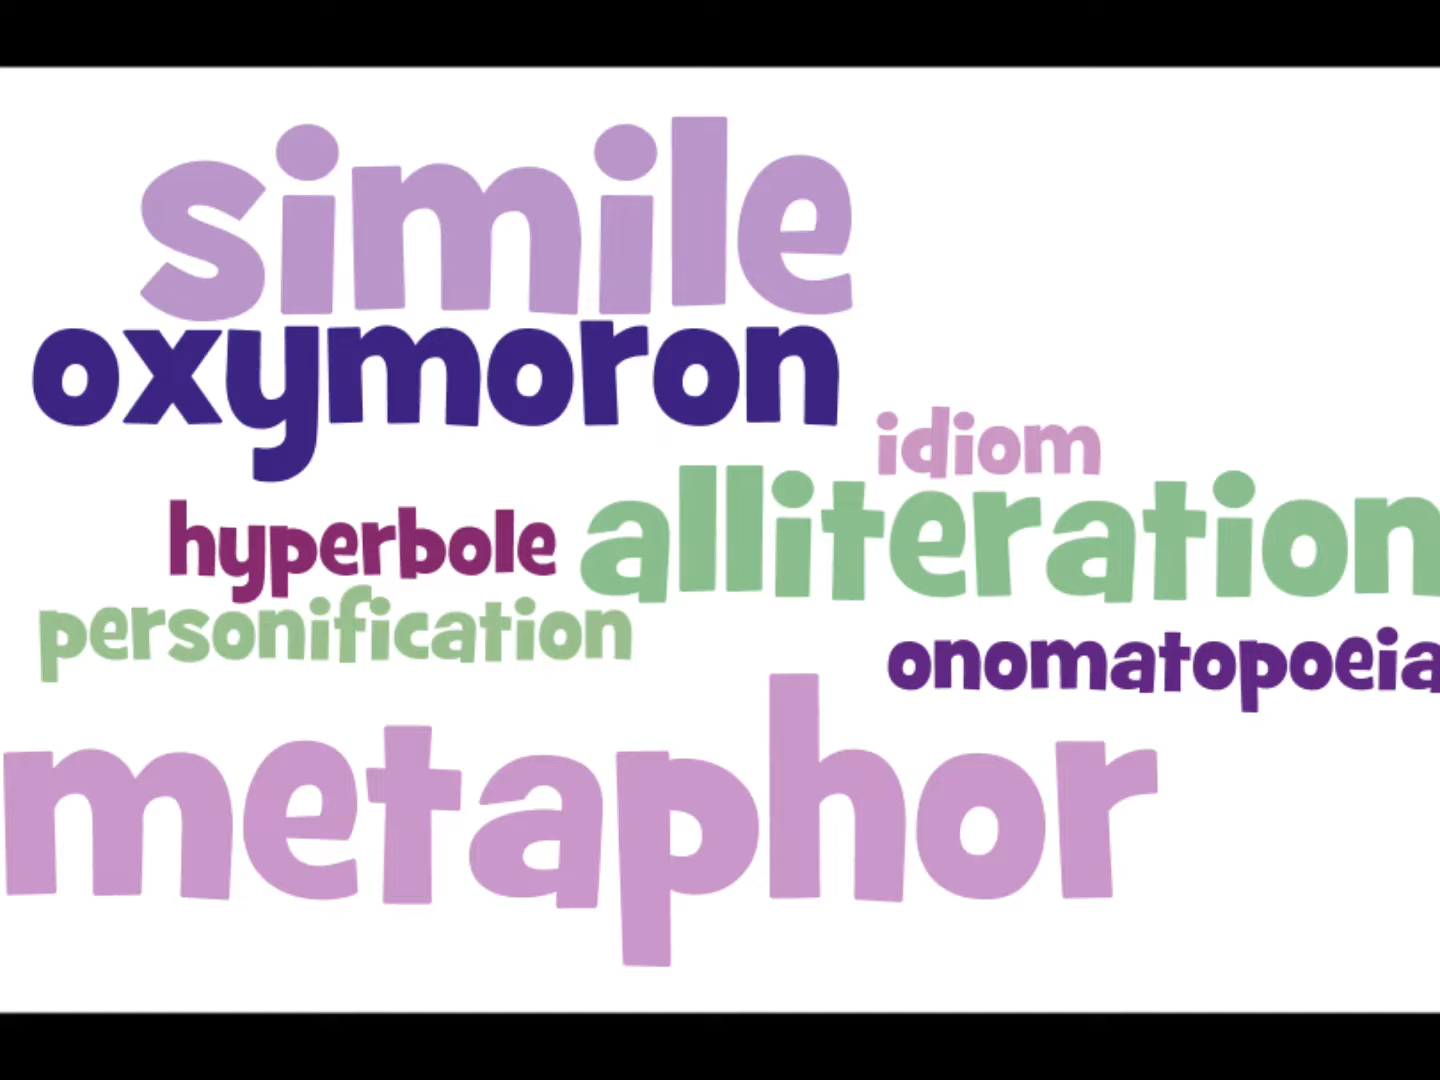 simile
oxymoron
idiom
alliteration
hyperbole
personification
onomatopoeia
metaphor